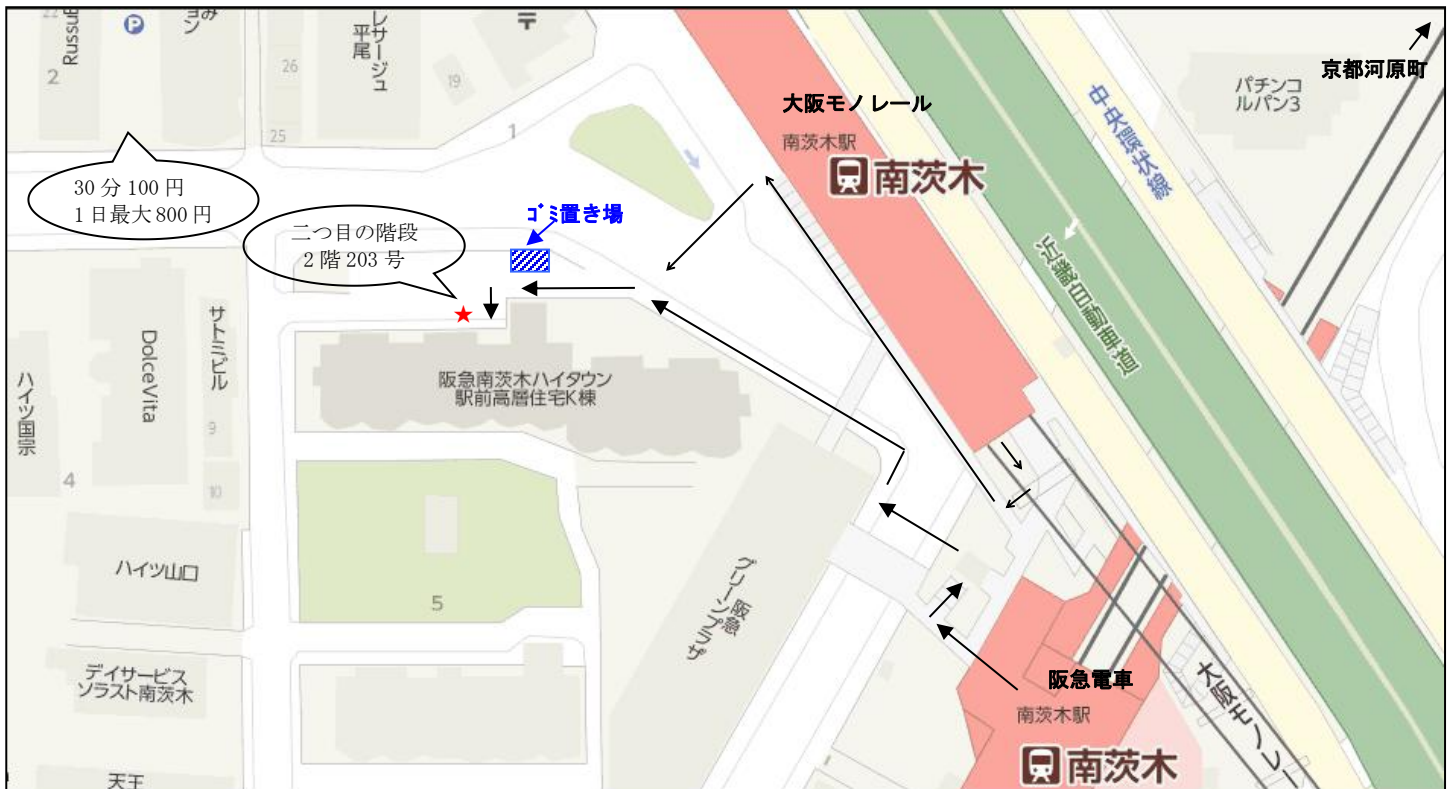 22
RussuE
2
P
み
ョン
26
レサージュ
平尾
19
25
1
〒
大阪モノレール
南茨木駅
南茨木
中央環状線
近畿自動車道
パチンコ
ルパン3
京都河原町
30分100円
1日最大800円
二つ目の階段
2階203号
ゴミ置き場
サトミビル
DolceVita
ハイツ国宗
4
9
10
阪急南茨木ハイタウン
駅前高層住宅K棟
ハイツ山口
5
デイサービス
ソラスト南茨木
天王
阪急
グリーンプラザ
阪急電車
南茨木駅
南茨木
大阪モノレー